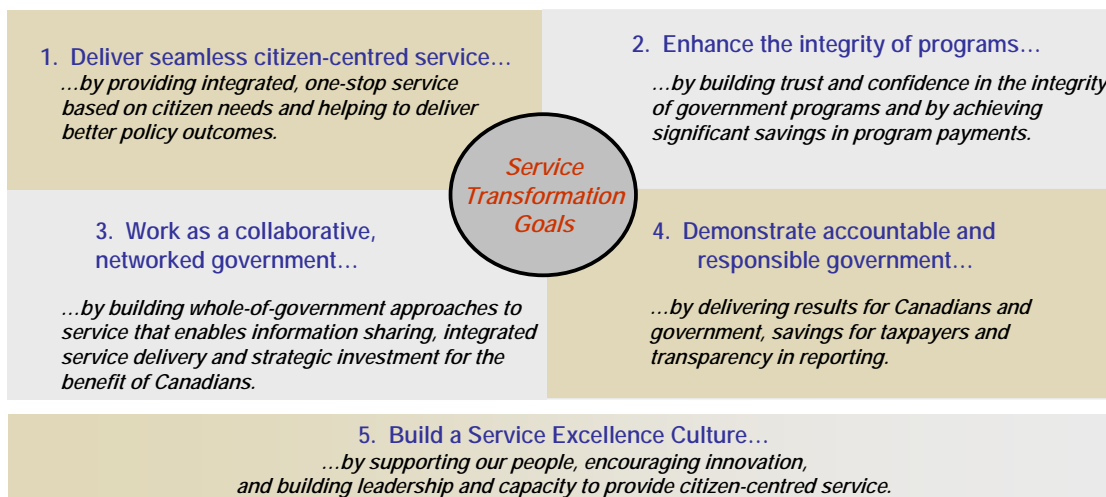 1. Deliver seamless citizen-centred service…
…by providing integrated, one-stop service
based on citizen needs and helping to deliver
better policy outcomes.
2. Enhance the integrity of programs…
…by building trust and confidence in the integrity
of government programs and by achieving
significant savings in program payments.
Service
Transformation
Goals
3. Work as a collaborative,
networked government…
…by building whole-of-government approaches to
service that enables information sharing, integrated
service delivery and strategic investment for the
benefit of Canadians.
4. Demonstrate accountable and
responsible government…
…by delivering results for Canadians and
government, savings for taxpayers and
transparency in reporting.
5. Build a Service Excellence Culture…
…by supporting our people, encouraging innovation,
and building leadership and capacity to provide citizen-centred service.